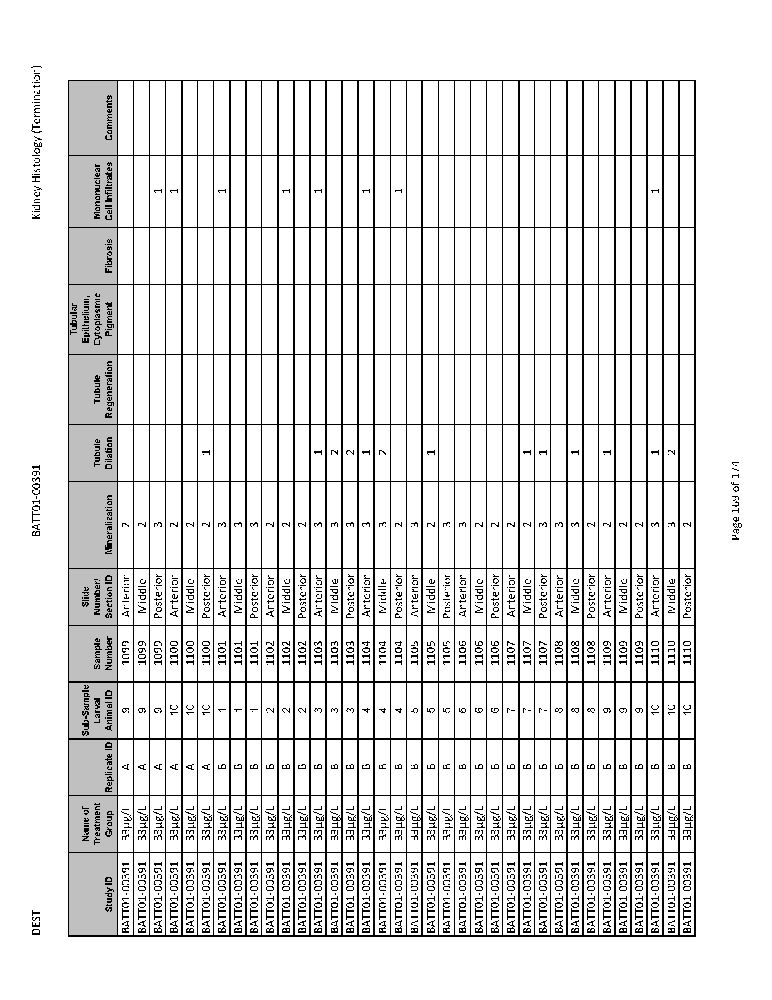 DEST BATT01-00391 Kidney Histology (Termination)
Study ID Name of Treatment Group Replicate ID Sub-Sample Larval Animal ID Sample Number Slide Number/ Section ID Mineralization Tubule Dilation Tubule Regeneration Tubular Epithelium, Cytoplasmic Pigment Fibrosis Mononuclear Cell Infiltrates Comments
BATT01-00391 33µg/L A 9 1099 Anterior 2
BATT01-00391 33µg/L A 9 1099 Middle 2
BATT01-00391 33µg/L A 9 1099 Posterior 3 1
BATT01-00391 33µg/L A 10 1100 Anterior 2 1
BATT01-00391 33µg/L A 10 1100 Middle 2
BATT01-00391 33µg/L A 10 1100 Posterior 2 1
BATT01-00391 33µg/L B 1 1101 Anterior 3 1
BATT01-00391 33µg/L B 1 1101 Middle 3
BATT01-00391 33µg/L B 1 1101 Posterior 3
BATT01-00391 33µg/L B 2 1102 Anterior 2
BATT01-00391 33µg/L B 2 1102 Middle 2 1
BATT01-00391 33µg/L B 2 1102 Posterior 2
BATT01-00391 33µg/L B 3 1103 Anterior 3 1 1
BATT01-00391 33µg/L B 3 1103 Middle 3 2
BATT01-00391 33µg/L B 3 1103 Posterior 3 2
BATT01-00391 33µg/L B 4 1104 Anterior 3 1 1
BATT01-00391 33µg/L B 4 1104 Middle 3 2
BATT01-00391 33µg/L B 4 1104 Posterior 2 1
BATT01-00391 33µg/L B 5 1105 Anterior 3
BATT01-00391 33µg/L B 5 1105 Middle 2 1
BATT01-00391 33µg/L B 5 1105 Posterior 3
BATT01-00391 33µg/L B 6 1106 Anterior 3
BATT01-00391 33µg/L B 6 1106 Middle 2
BATT01-00391 33µg/L B 6 1106 Posterior 2
BATT01-00391 33µg/L B 7 1107 Anterior 2
BATT01-00391 33µg/L B 7 1107 Middle 2 1
BATT01-00391 33µg/L B 7 1107 Posterior 3 1
BATT01-00391 33µg/L B 8 1108 Anterior 3
BATT01-00391 33µg/L B 8 1108 Middle 3 1
BATT01-00391 33µg/L B 8 1108 Posterior 2
BATT01-00391 33µg/L B 9 1109 Anterior 2 1
BATT01-00391 33µg/L B 9 1109 Middle 2
BATT01-00391 33µg/L B 9 1109 Posterior 2
BATT01-00391 33µg/L B 10 1110 Anterior 3 1 1
BATT01-00391 33µg/L B 10 1110 Middle 3 2
BATT01-00391 33µg/L B 10 1110 Posterior 2
Page 169 of 174